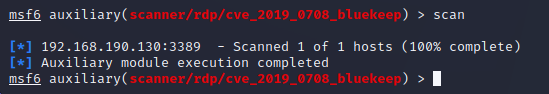 msf6 auxiliary(scanner/rdp/cve_2019_0708_bluekeep) > scan
[*] 192.168.190.130:3389  - Scanned 1 of 1 hosts (100% complete)
[*] Auxiliary module execution completed
msf6 auxiliary(scanner/rdp/cve_2019_0708_bluekeep) >